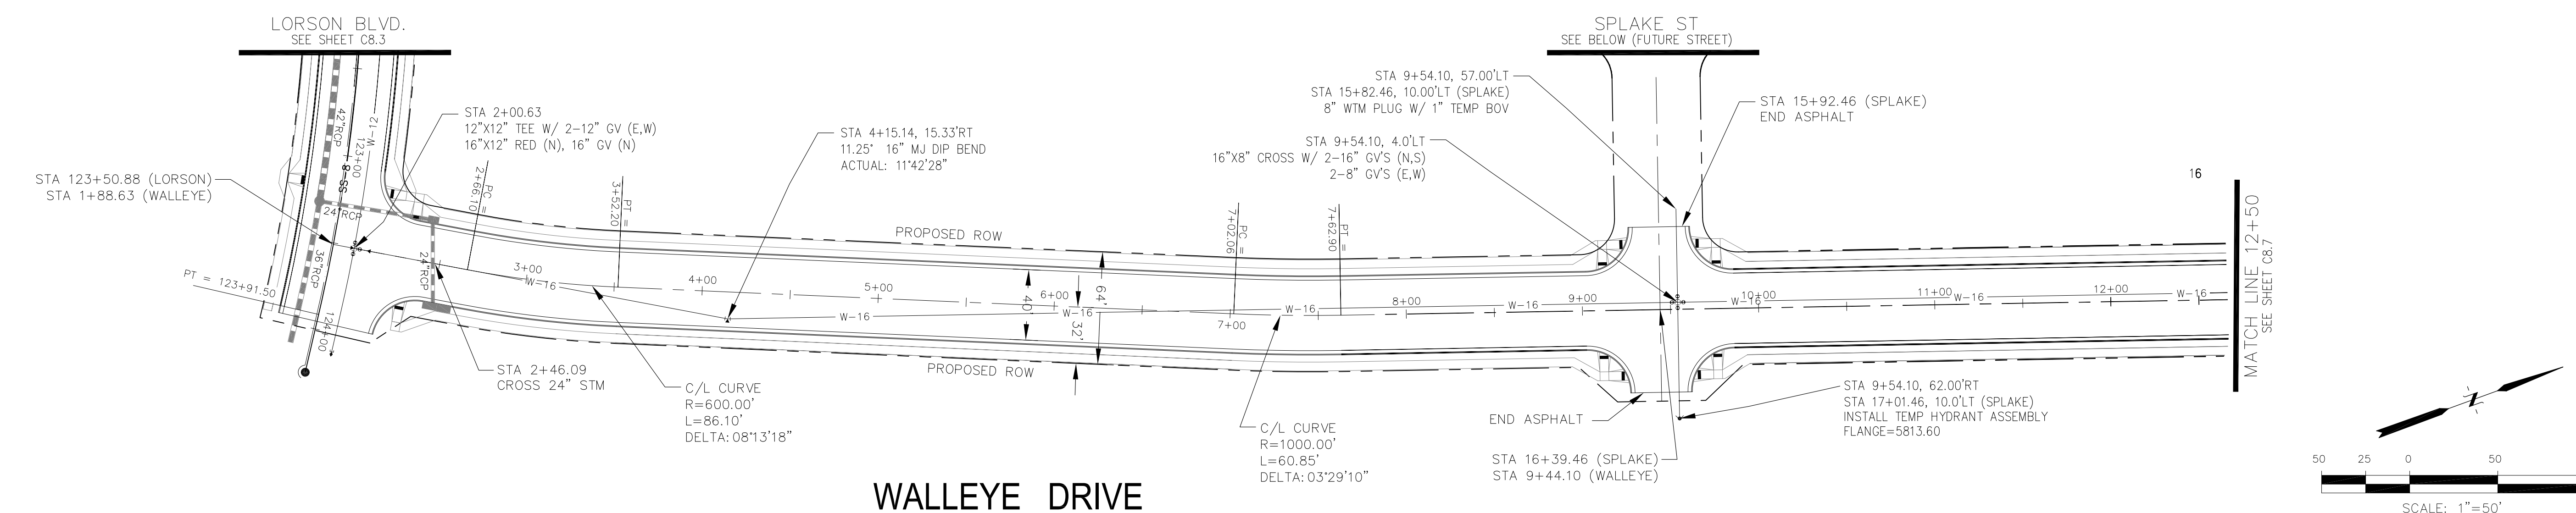 LORSON BLVD.
SEE SHEET C8.3
SPLAKE ST
SEE BELOW (FUTURE STREET)
STA 2+00.63
12"X12" TEE W/ 2-12" GV (E,W)
16"X12" RED (N), 16" GV (N)
STA 4+15.14, 15.33'RT
11.25° 16" MJ DIP BEND
ACTUAL: 11°42'28"
STA 9+54.10, 57.00'LT
STA 15+82.46, 10.00'LT (SPLAKE)
8" WTM PLUG W/ 1" TEMP BOV
STA 15+92.46 (SPLAKE)
END ASPHALT
STA 9+54.10, 4.0'LT
16"X8" CROSS W/ 2-16" GV'S (N,S)
2-8" GV'S (E,W)
STA 123+50.88 (LORSON)
STA 1+88.63 (WALLEYE)
42"RCP
W-12
123+00
8-SS
24"RCP
36"RCP
24"RCP
PT = 123+91.50
124+00
PC =
2+66.10
PT =
3+52.20
PC =
7+02.06
PT =
7+62.90
PROPOSED ROW
3+00
W-16
4+00
5+00
W-16
6+00
W-16
7+00
W-16
8+00
W-16
9+00
W-16
10+00
11+00
W-16
12+00
W-16
40'
64'
32'
PROPOSED ROW
16
MATCH LINE 12+50
SEE SHEET C8.7
STA 2+46.09
CROSS 24" STM
C/L CURVE
R=600.00'
L=86.10'
DELTA: 08°13'18"
C/L CURVE
R=1000.00'
L=60.85'
DELTA: 03°29'10"
END ASPHALT
STA 16+39.46 (SPLAKE)
STA 9+44.10 (WALLEYE)
STA 9+54.10, 62.00'RT
STA 17+01.46, 10.0'LT (SPLAKE)
INSTALL TEMP HYDRANT ASSEMBLY
FLANGE=5813.60
N
50 25 0 50
SCALE: 1"=50'
WALLEYE DRIVE